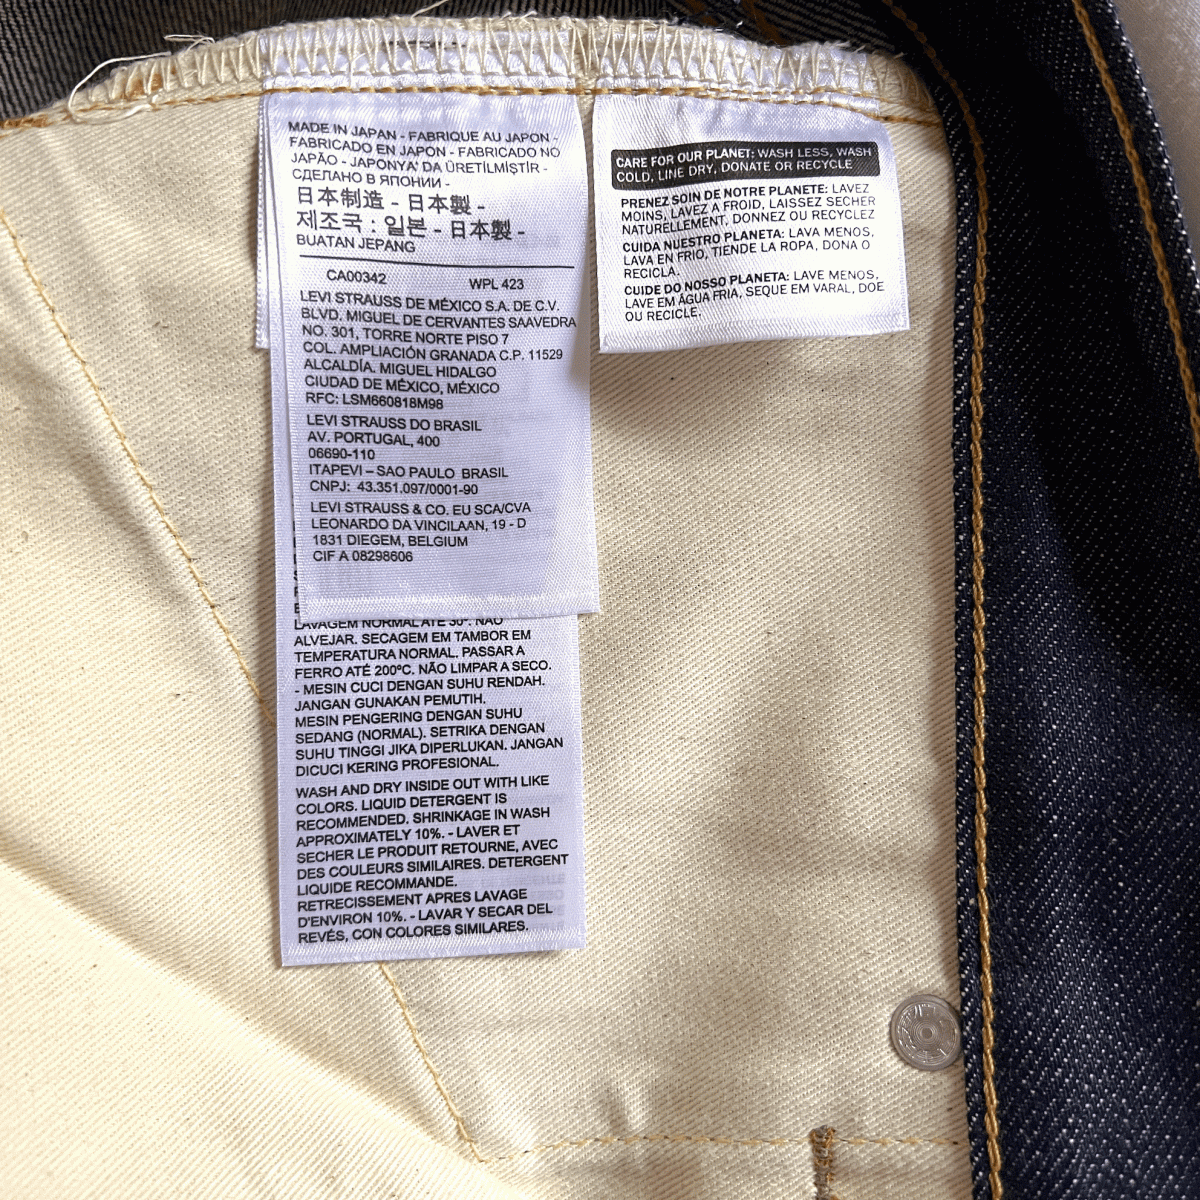 MADE IN JAPAN - FABRIQUE AU JAPON -
FABRICADO EN JAPON - FABRICADO NO
JAPÃO - JAPONYA' DA ÜRETİLMİŞTİR -
СДЕЛАНО В ЯПОНИИ -
日本制造 - 日本製 -
제조국 : 일본 - 日本製 -
BUATAN JEPANG
CA00342 WPL 423
LEVI STRAUSS DE MÉXICO S.A. DE C.V.
BLVD. MIGUEL DE CERVANTES SAAVEDRA
NO. 301, TORRE NORTE PISO 7
COL. AMPLIACIÓN GRANADA C.P. 11529
ALCALDÍA. MIGUEL HIDALGO
CIUDAD DE MÉXICO, MÉXICO
RFC: LSM660818M98
LEVI STRAUSS DO BRASIL
AV. PORTUGAL, 400
06690-110
ITAPEVI – SAO PAULO BRASIL
CNPJ: 43.351.097/0001-90
LEVI STRAUSS & CO. EU SCA/CVA
LEONARDO DA VINCILAAN, 19 - D
1831 DIEGEM, BELGIUM
CIF A 08298606
LAVAGEM NORMAL ATÉ 30°. NÃO
ALVEJAR. SECAGEM EM TAMBOR EM
TEMPERATURA NORMAL. PASSAR A
FERRO ATÉ 200ºC. NÃO LIMPAR A SECO.
- MESIN CUCI DENGAN SUHU RENDAH.
JANGAN GUNAKAN PEMUTIH.
MESIN PENGERING DENGAN SUHU
SEDANG (NORMAL). SETRIKA DENGAN
SUHU TINGGI JIKA DIPERLUKAN. JANGAN
DICUCI KERING PROFESIONAL.
WASH AND DRY INSIDE OUT WITH LIKE
COLORS. LIQUID DETERGENT IS
RECOMMENDED. SHRINKAGE IN WASH
APPROXIMATELY 10%. - LAVER ET
SECHER LE PRODUIT RETOURNE, AVEC
DES COULEURS SIMILAIRES. DETERGENT
LIQUIDE RECOMMANDE.
RETRECISSEMENT APRES LAVAGE
D'ENVIRON 10%. - LAVAR Y SECAR DEL
REVÉS, CON COLORES SIMILARES.
CARE FOR OUR PLANET: WASH LESS, WASH
COLD, LINE DRY, DONATE OR RECYCLE
PRENEZ SOIN DE NOTRE PLANETE: LAVEZ
MOINS, LAVEZ A FROID, LAISSEZ SECHER
NATURELLEMENT, DONNEZ OU RECYCLEZ
CUIDA NUESTRO PLANETA: LAVA MENOS,
LAVA EN FRIO, TIENDE LA ROPA, DONA O
RECICLA.
CUIDE DO NOSSO PLANETA: LAVE MENOS,
LAVE EM ÁGUA FRIA, SEQUE EM VARAL, DOE
OU RECICLE.